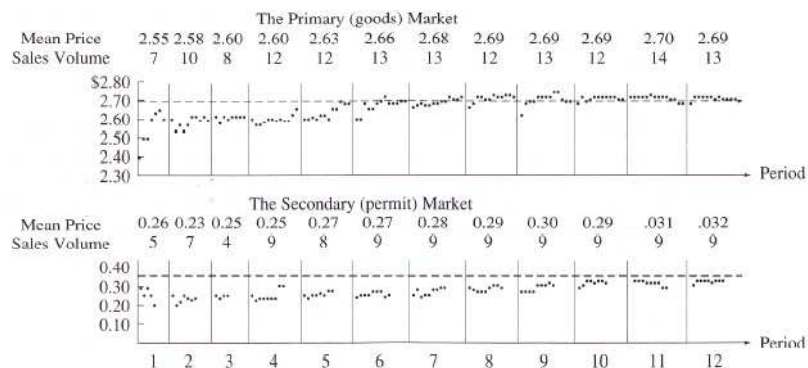 The Primary (goods) Market
Mean Price 2.55 2.58 2.60 2.60 2.63 2.66 2.68 2.69 2.69 2.69 2.70 2.69
Sales Volume 7 10 8 12 12 13 13 12 13 12 14 13
$2.80
2.70
2.60
2.50
2.40
2.30
Period
The Secondary (permit) Market
Mean Price 0.26 0.23 0.25 0.25 0.27 0.27 0.28 0.29 0.30 0.29 .031 .032
Sales Volume 5 7 4 9 8 9 9 9 9 9 9 9
0.40
0.30
0.20
0.10
Period
1 2 3 4 5 6 7 8 9 10 11 12